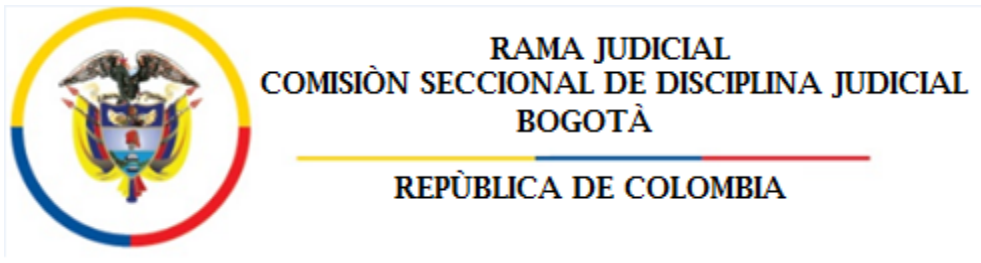 RAMA JUDICIAL
COMISIÒN SECCIONAL DE DISCIPLINA JUDICIAL
BOGOTÀ
REPÙBLICA DE COLOMBIA